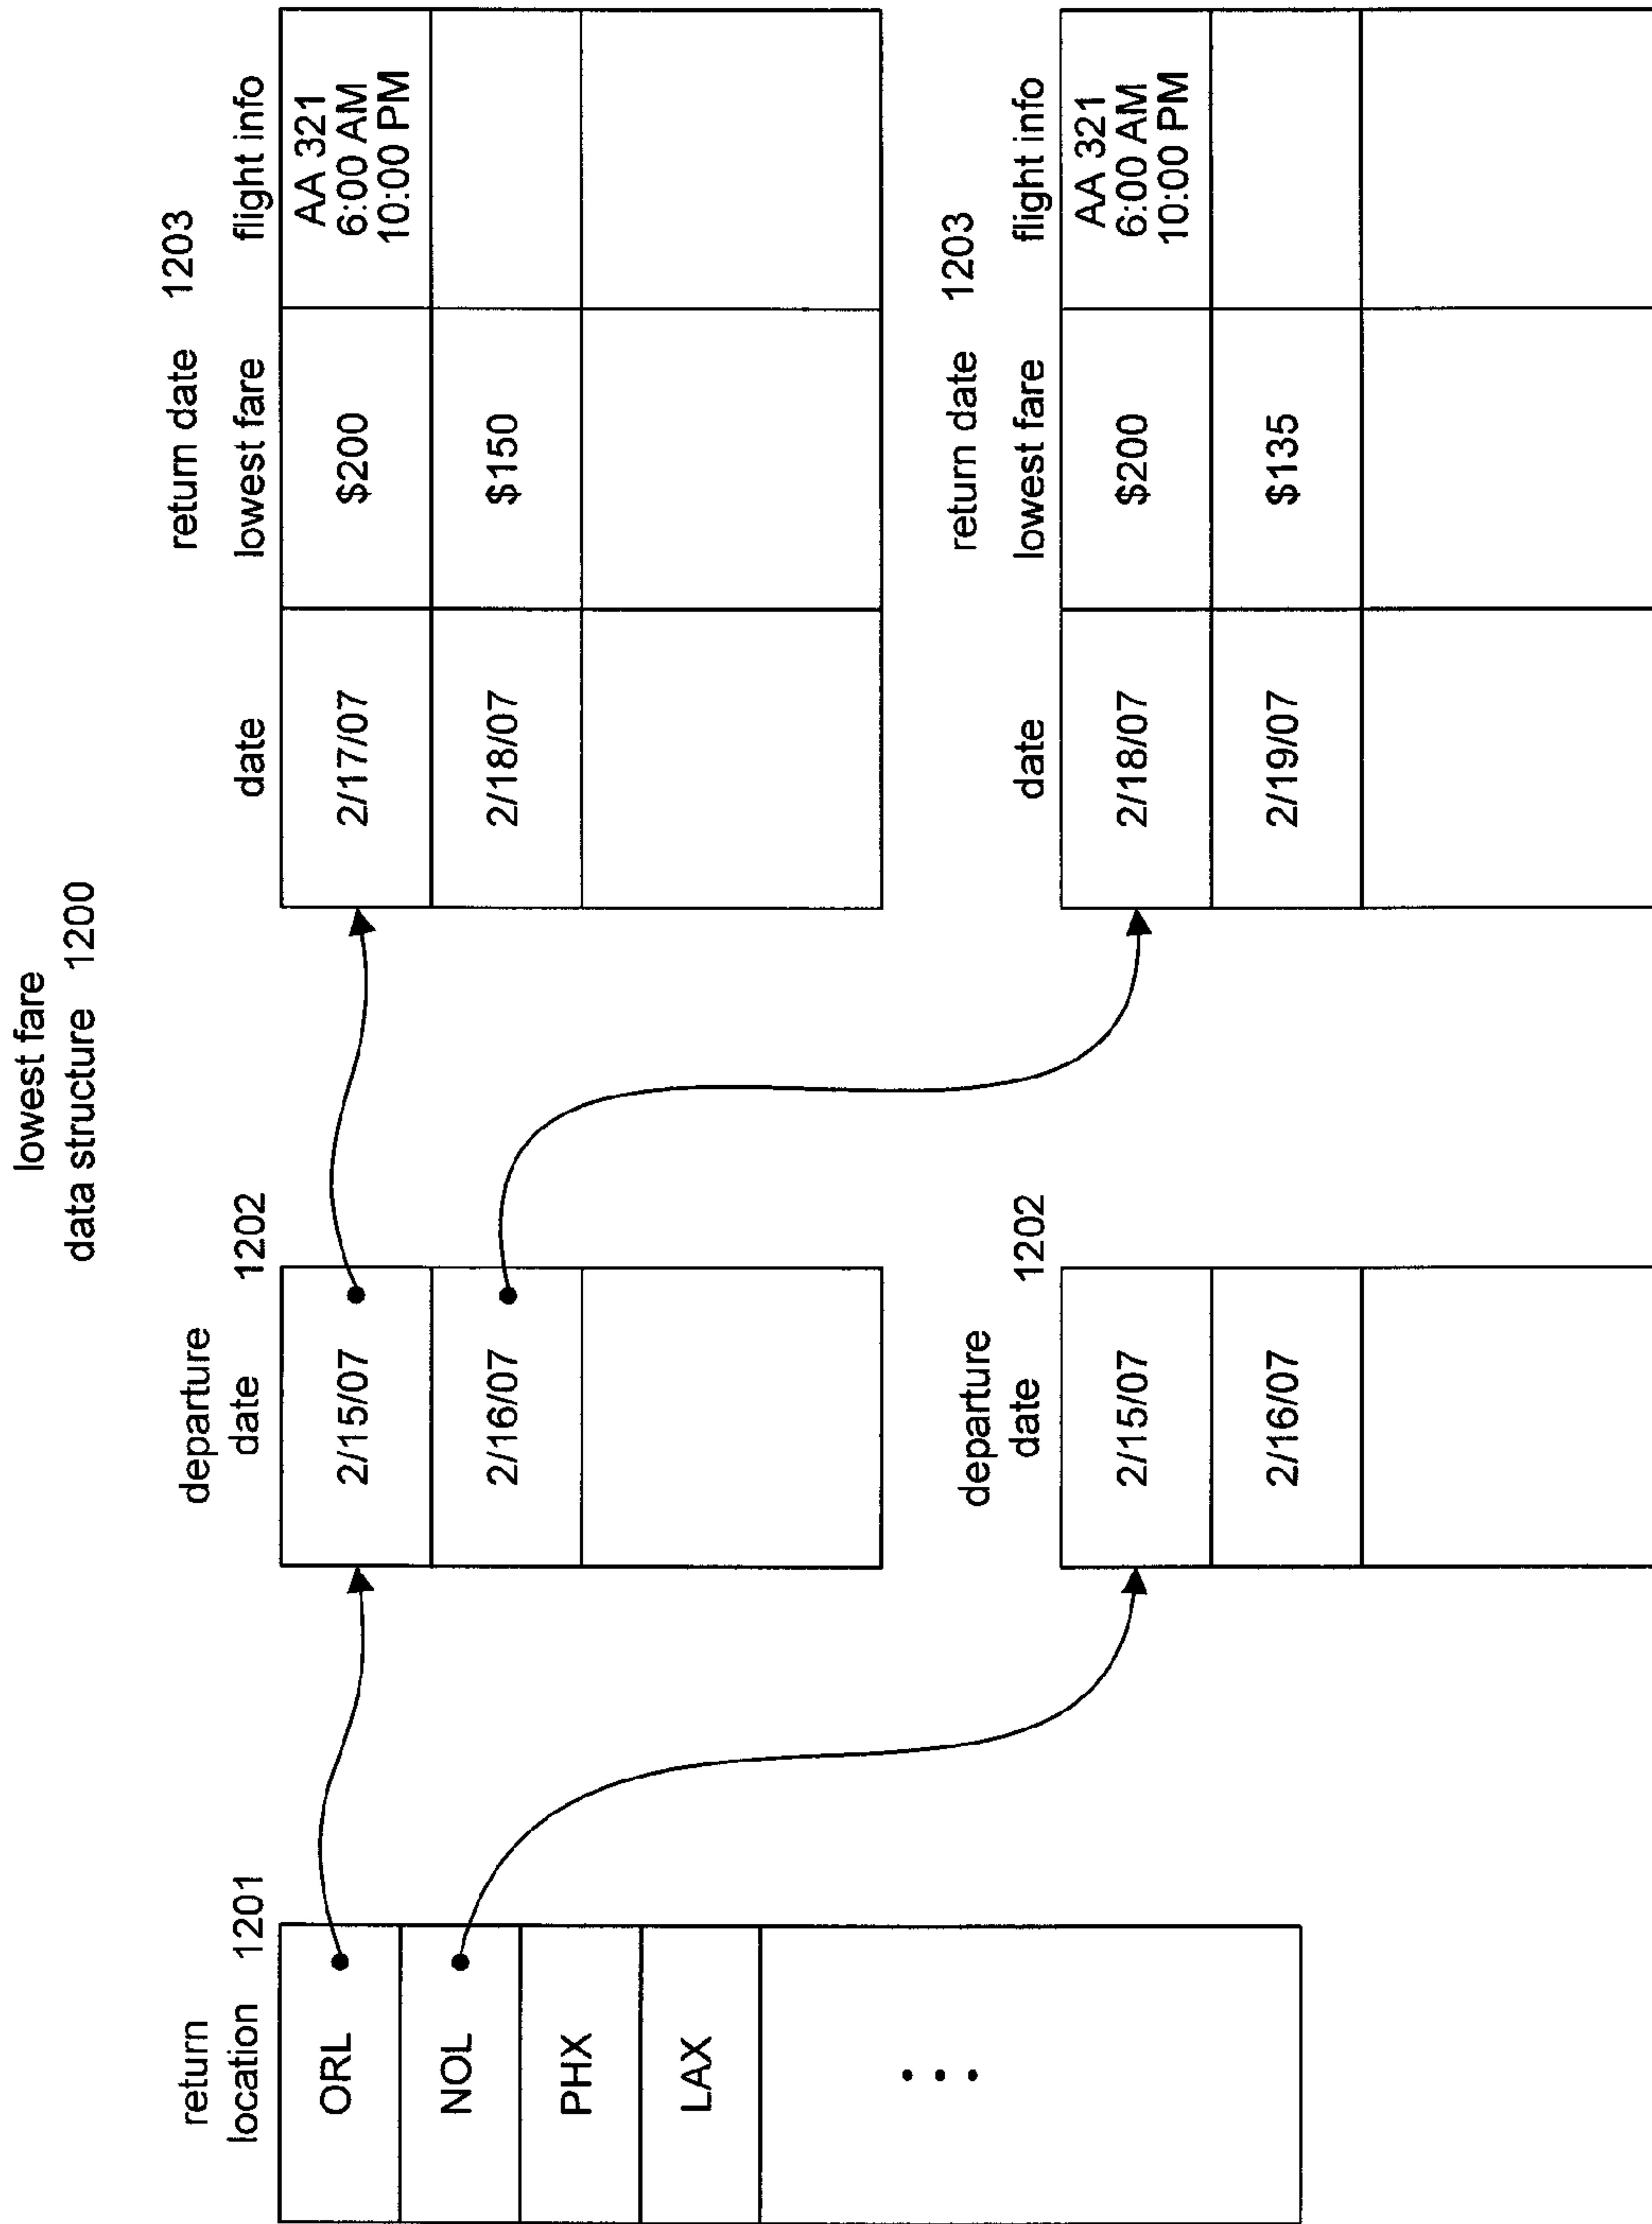 lowest fare
data structure 1200
return
location 1201
ORL
NOL
PHX
LAX
...
departure
date 1202
2/15/07
2/16/07
return date 1203
date lowest fare flight info
2/17/07 $200 AA 321
6:00 AM
10:00 PM
2/18/07 $150
departure
date 1202
2/15/07
2/16/07
return date 1203
date lowest fare flight info
2/18/07 $200 AA 321
6:00 AM
10:00 PM
2/19/07 $135